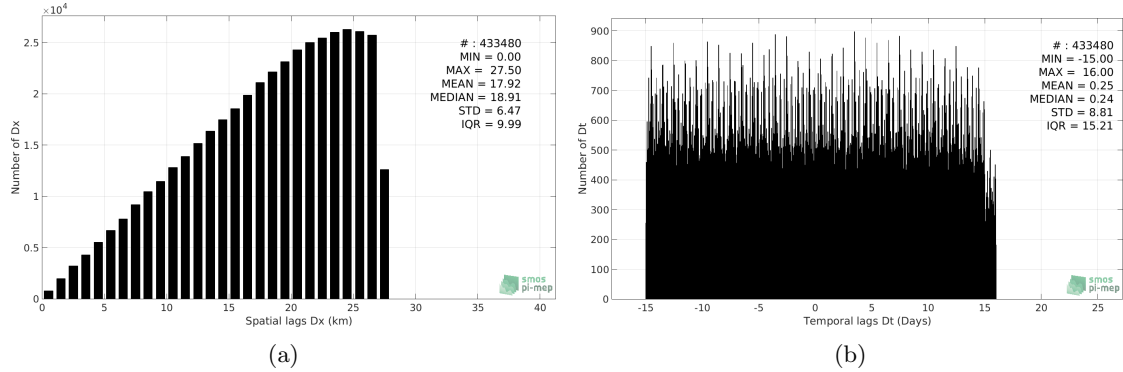 ×10⁴
2.5
2
1.5
1
0.5
0
Number of Dx
# : 433480
MIN = 0.00
MAX = 27.50
MEAN = 17.92
MEDIAN = 18.91
STD = 6.47
IQR = 9.99
smos
pi-mep
0 5 10 15 20 25 30 35 40
Spatial lags Dx (km)
(a)
900
800
700
600
500
400
300
200
100
0
Number of Dt
# : 433480
MIN = -15.00
MAX = 16.00
MEAN = 0.25
MEDIAN = 0.24
STD = 8.81
IQR = 15.21
smos
pi-mep
-15 -10 -5 0 5 10 15 20 25
Temporal lags Dt (Days)
(b)